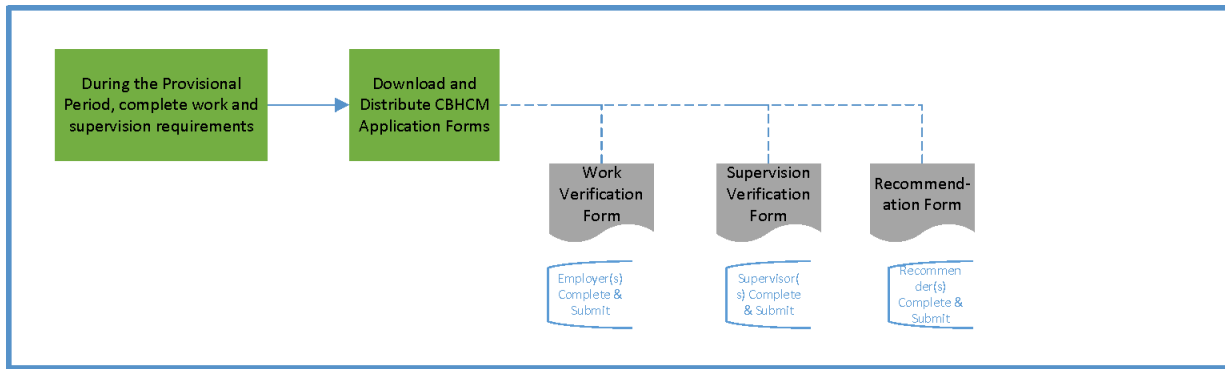 During the Provisional
Period, complete work and
supervision requirements
Download and
Distribute CBHCM
Application Forms
Work
Verification
Form
Supervision
Verification
Form
Recommend-
ation Form
Employer(s)
Complete &
Submit
Supervisor(
s) Complete
& Submit
Recommen
der(s)
Complete &
Submit